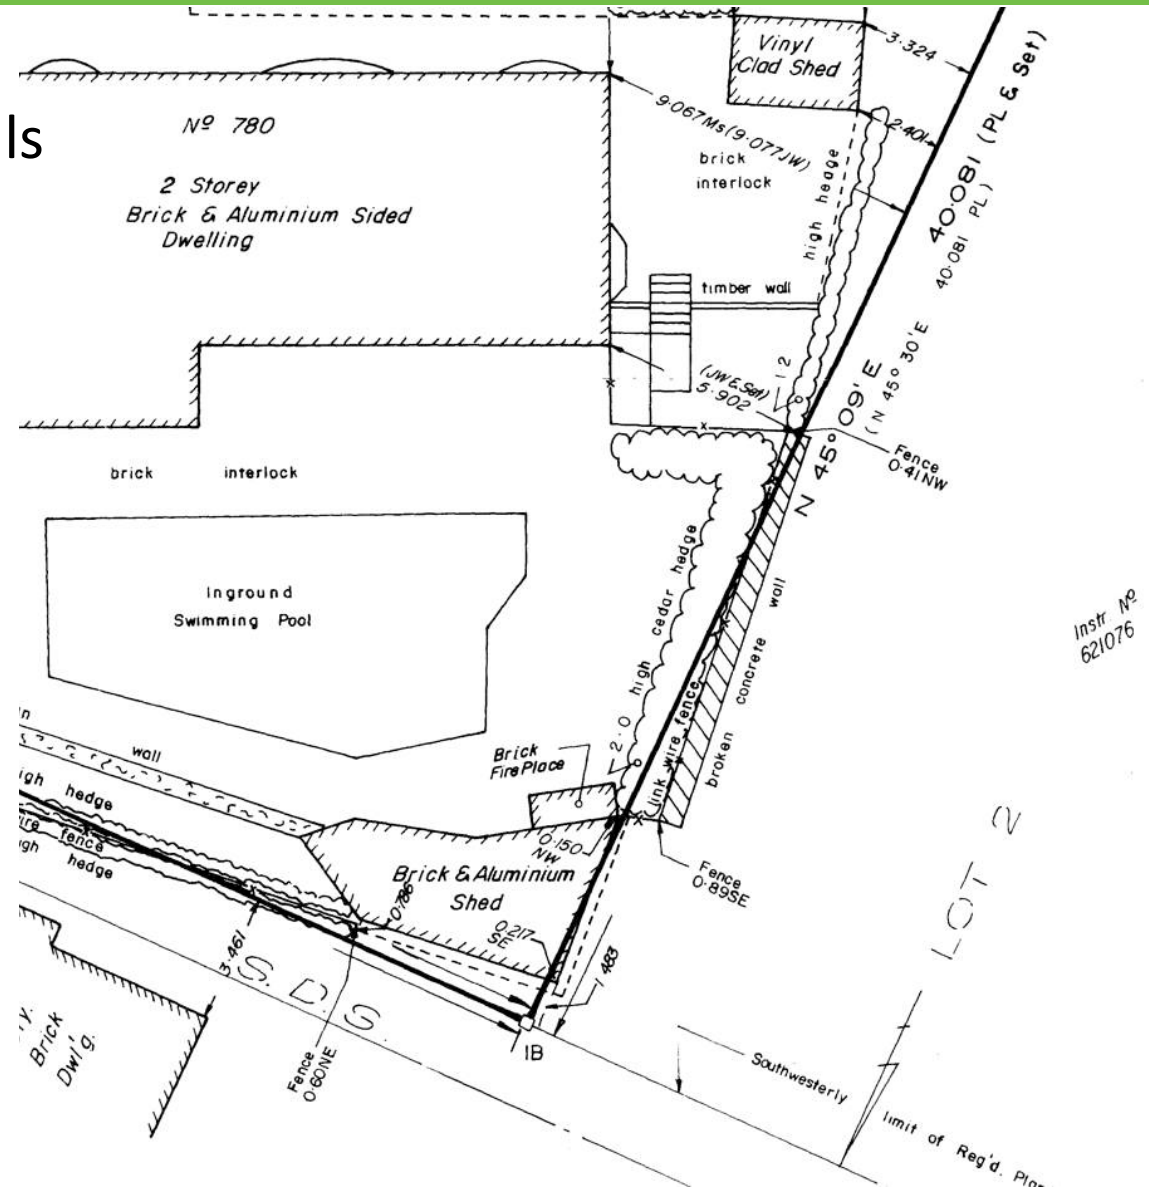 ls
Vinyl
Clad Shed
3·324
Nº 780
9·067Ms(9·077JW)
2·401
brick
interlock
2 Storey
Brick & Aluminium Sided
Dwelling
high hedge
40·081 (PL & Set)
40·081 PL)
timber wall
(JW & Set)
5·902
1·2
N 45° 09' E
(N 45° 30' E
Fence
0·41NW
brick interlock
Inground
Swimming Pool
2·0 high cedar hedge
link wire fence
broken concrete wall
Instr. Nº
621076
wall
Brick
Fire Place
hedge
fence
hedge
0·150
NW
Fence
0·89SE
Brick & Aluminium
Shed
0·786
0·217
SE
1·483
3·461
S. D. S.
LOT 2
Brick
Dwl'g.
Fence
0·60NE
IB
Southwesterly
limit of Reg'd.